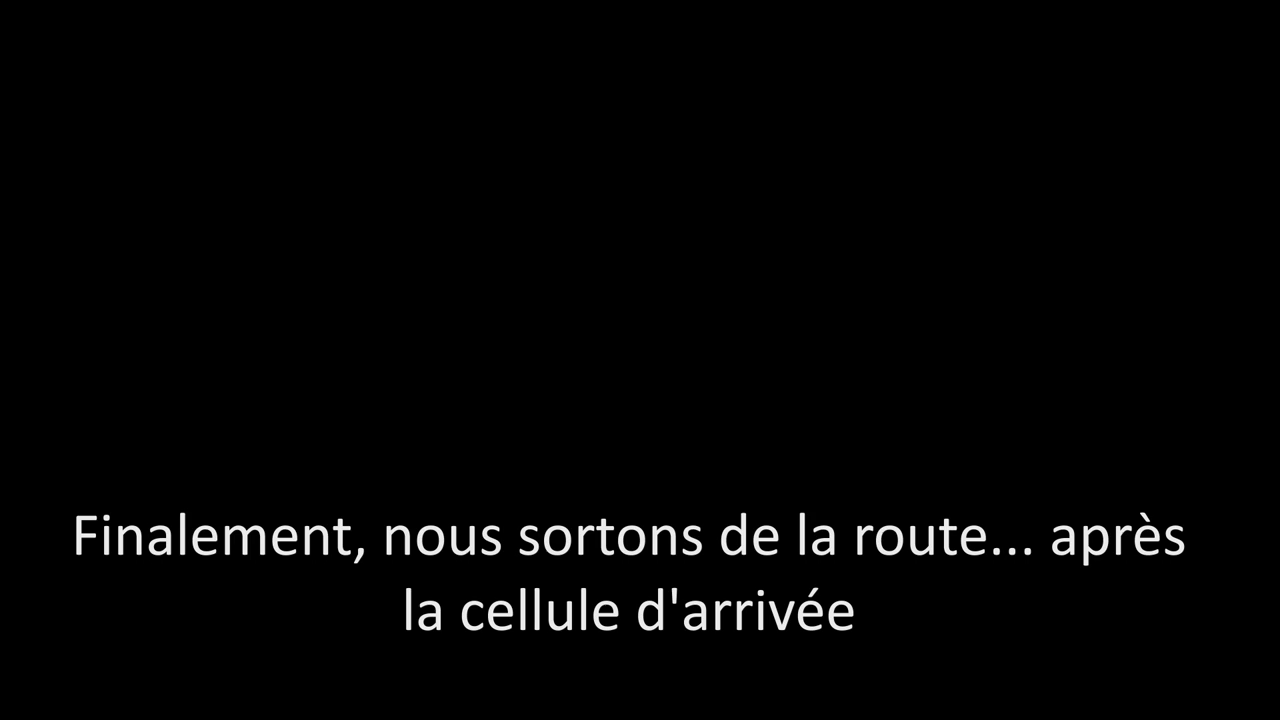 Finalement, nous sortons de la route... après
la cellule d'arrivée